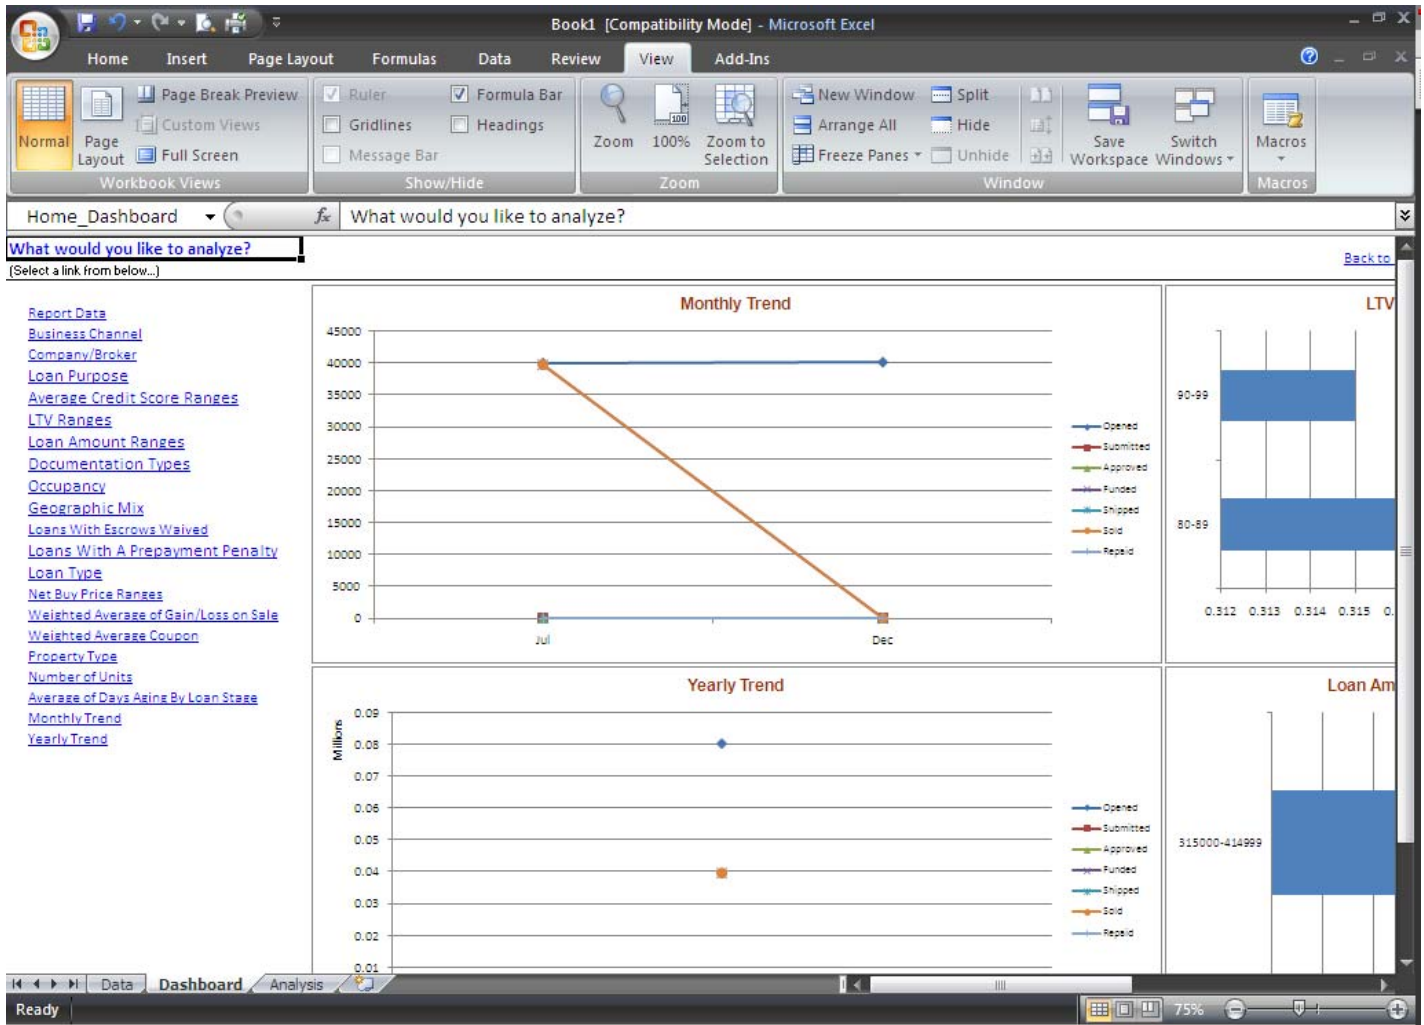 Book1 [Compatibility Mode] - Microsoft Excel
Home Insert Page Layout Formulas Data Review View Add-Ins
Normal
Page Layout
Page Break Preview
Custom Views
Full Screen
Workbook Views
Ruler
Gridlines
Message Bar
Formula Bar
Headings
Show/Hide
Zoom
100%
Zoom to Selection
Zoom
New Window
Arrange All
Freeze Panes
Split
Hide
Unhide
Save Workspace
Switch Windows
Window
Macros
Macros
Home_Dashboard fx What would you like to analyze?
What would you like to analyze?
(Select a link from below...)
Back to
Report Data
Business Channel
Company/Broker
Loan Purpose
Average Credit Score Ranges
LTV Ranges
Loan Amount Ranges
Documentation Types
Occupancy
Geographic Mix
Loans With Escrows Waived
Loans With A Prepayment Penalty
Loan Type
Net Buy Price Ranges
Weighted Average of Gain/Loss on Sale
Weighted Average Coupon
Property Type
Number of Units
Average of Days Aging By Loan Stage
Monthly Trend
Yearly Trend
Monthly Trend
45000
40000
35000
30000
25000
20000
15000
10000
5000
0
Jul Dec
Opened
Submitted
Approved
Funded
Shipped
Sold
Repaid
LTV
90-99
80-89
0.312 0.313 0.314 0.315 0.
Yearly Trend
Millions
0.09
0.08
0.07
0.06
0.05
0.04
0.03
0.02
0.01
Opened
Submitted
Approved
Funded
Shipped
Sold
Repaid
Loan Am
315000-414999
Data Dashboard Analysis
Ready 75%